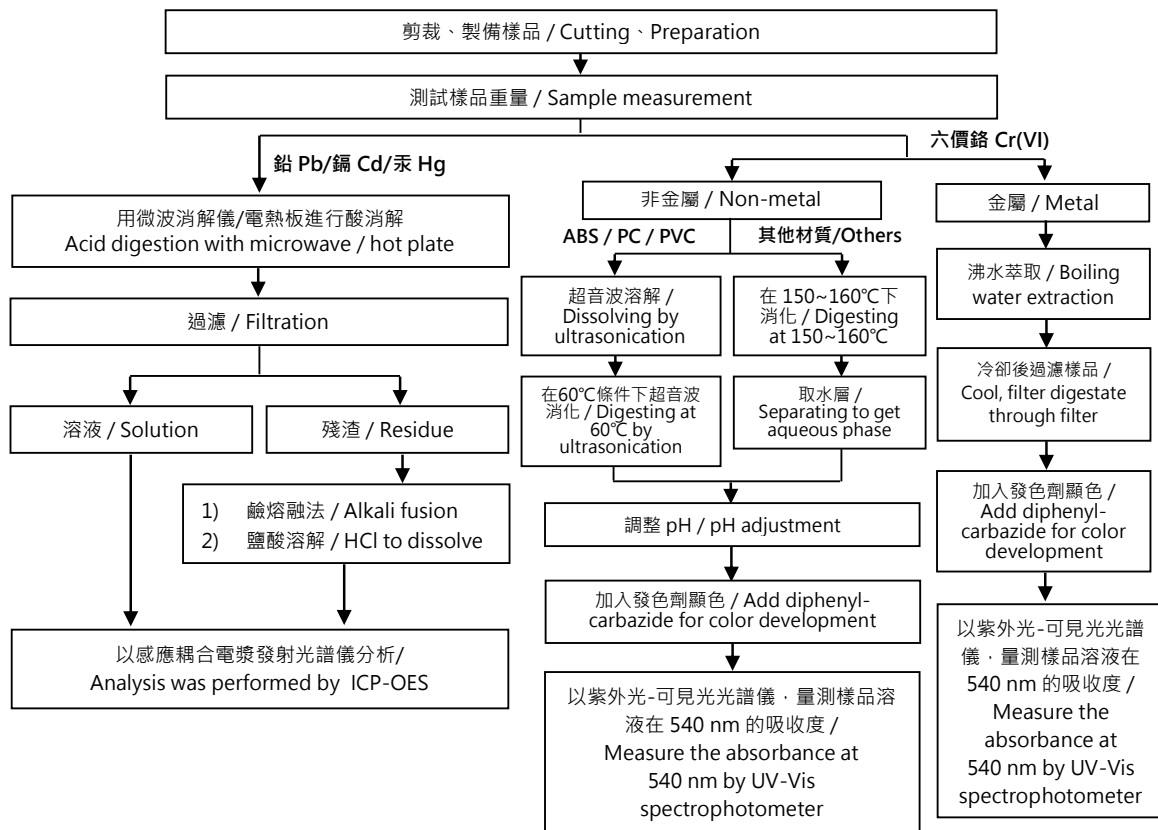 剪裁、製備樣品 / Cutting、Preparation
測試樣品重量 / Sample measurement
鉛 Pb/鎘 Cd/汞 Hg
用微波消解儀/電熱板進行酸消解
Acid digestion with microwave / hot plate
過濾 / Filtration
溶液 / Solution
殘渣 / Residue
1) 鹼熔融法 / Alkali fusion
2) 鹽酸溶解 / HCl to dissolve
以感應耦合電漿發射光譜儀分析/
Analysis was performed by ICP-OES
六價鉻 Cr(VI)
非金屬 / Non-metal
ABS / PC / PVC
超音波溶解 /
Dissolving by
ultrasonication
在60℃條件下超音波
消化 / Digesting at
60℃ by
ultrasonication
其他材質/Others
在 150~160℃下
消化 / Digesting
at 150~160℃
取水層 /
Separating to get
aqueous phase
調整 pH / pH adjustment
加入發色劑顯色 / Add diphenyl-
carbazide for color development
以紫外光-可見光光譜儀，量測樣品溶
液在 540 nm 的吸收度 /
Measure the absorbance at
540 nm by UV-Vis
spectrophotometer
金屬 / Metal
沸水萃取 / Boiling
water extraction
冷卻後過濾樣品 /
Cool, filter digestate
through filter
加入發色劑顯色 /
Add diphenyl-
carbazide for color
development
以紫外光-可見光光譜
儀，量測樣品溶液在
540 nm 的吸收度 /
Measure the
absorbance at
540 nm by UV-Vis
spectrophotometer